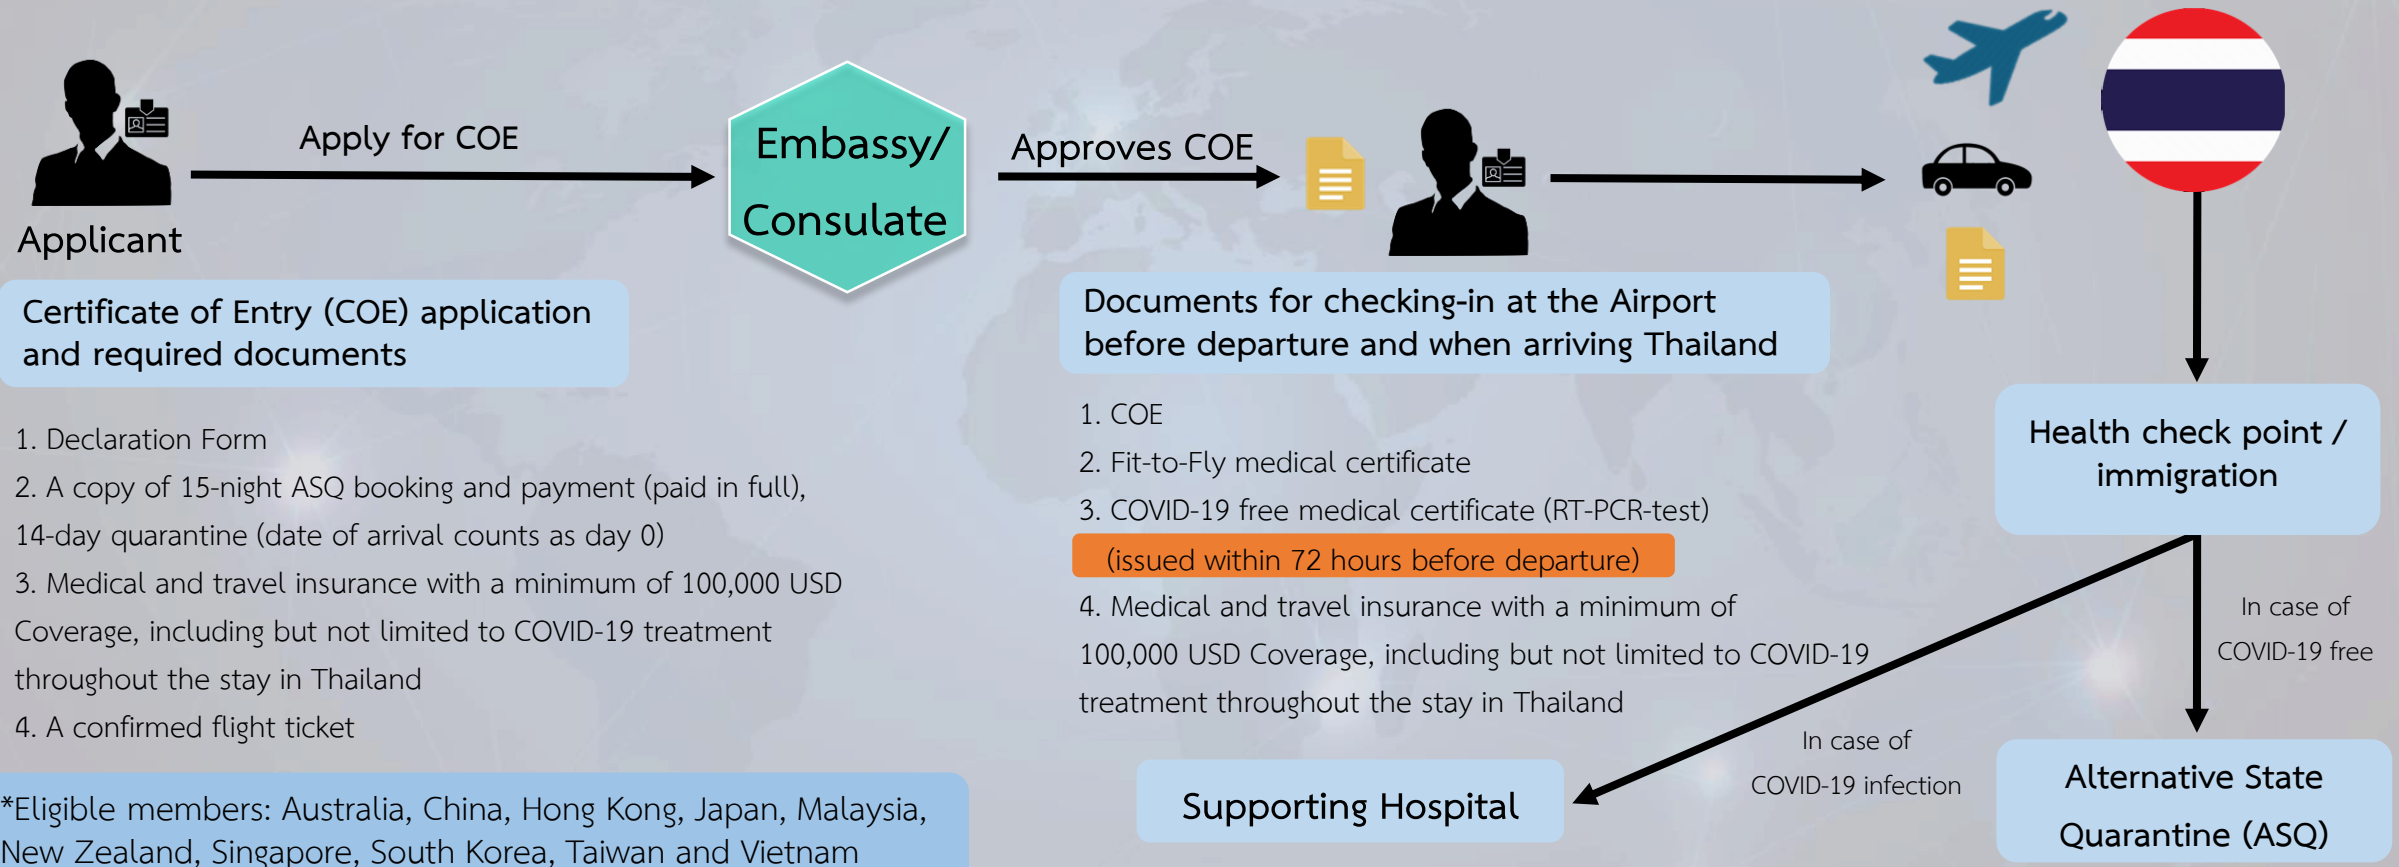 Apply for COE
Embassy/
Consulate
Approves COE
Applicant
Certificate of Entry (COE) application
and required documents
1. Declaration Form
2. A copy of 15-night ASQ booking and payment (paid in full),
14-day quarantine (date of arrival counts as day 0)
3. Medical and travel insurance with a minimum of 100,000 USD
Coverage, including but not limited to COVID-19 treatment
throughout the stay in Thailand
4. A confirmed flight ticket
*Eligible members: Australia, China, Hong Kong, Japan, Malaysia,
New Zealand, Singapore, South Korea, Taiwan and Vietnam
Documents for checking-in at the Airport
before departure and when arriving Thailand
1. COE
2. Fit-to-Fly medical certificate
3. COVID-19 free medical certificate (RT-PCR-test)
(issued within 72 hours before departure)
4. Medical and travel insurance with a minimum of
100,000 USD Coverage, including but not limited to COVID-19
treatment throughout the stay in Thailand
Health check point /
immigration
In case of
COVID-19 free
In case of
COVID-19 infection
Supporting Hospital
Alternative State
Quarantine (ASQ)